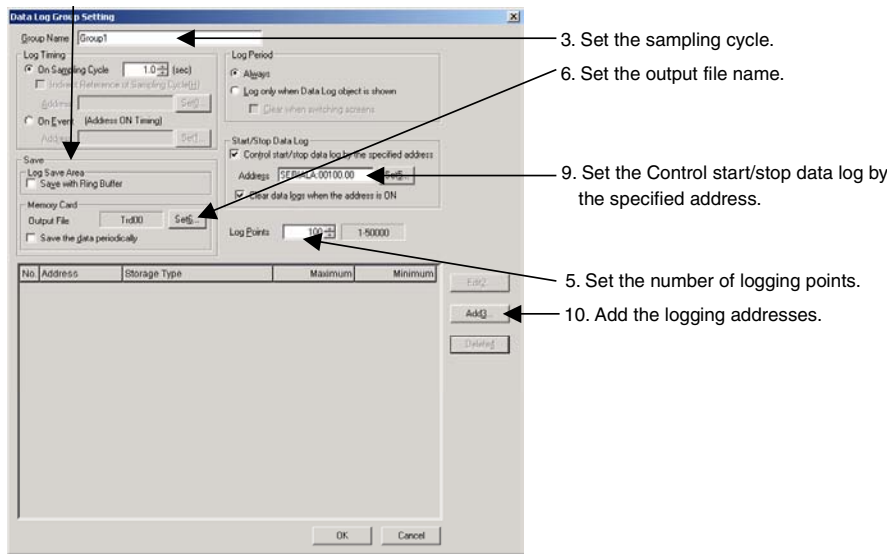 Data Log Group Setting
Group Name Group1
3. Set the sampling cycle.
Log Timing
On Sampling Cycle 1.0 (sec)
Indirect Reference of Sampling Cycle(H)
Address Set
On Event (Address ON Timing)
Address Set
Log Period
Always
Log only when Data Log object is shown
Clear when switching screens
6. Set the output file name.
Start/Stop Data Log
Control start/stop data log by the specified address
Address SERIALA:00100.00 Set5...
Clear data logs when the address is ON
9. Set the Control start/stop data log by
the specified address.
Save
Log Save Area
Save with Ring Buffer
Memory Card
Output File Trd00 Set6...
Save the data periodically
Log Points 100 1-50000
5. Set the number of logging points.
No. Address Storage Type Maximum Minimum
Edit2...
Add3...
10. Add the logging addresses.
Delete4
OK Cancel